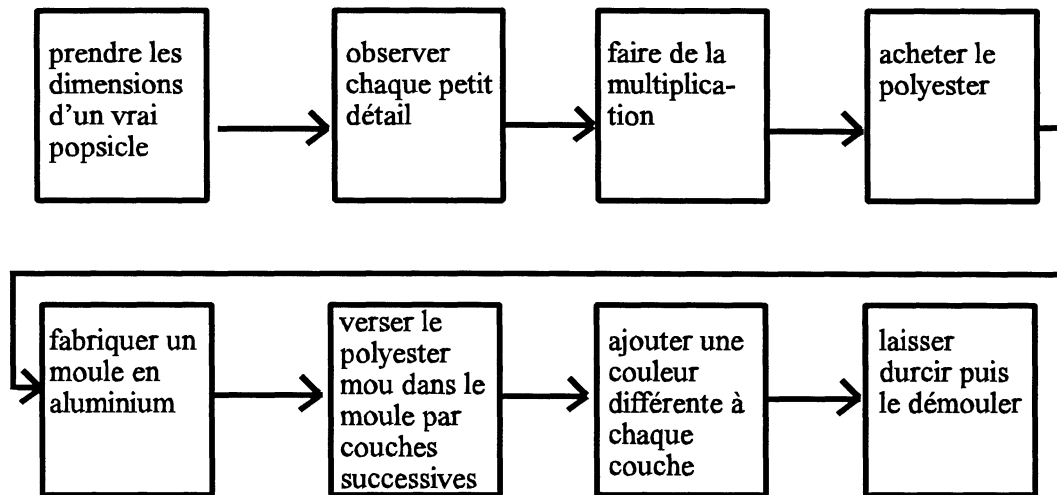 prendre les
dimensions
d'un vrai
popsicle
observer
chaque petit
détail
faire de la
multiplica-
tion
acheter le
polyester
fabriquer un
moule en
aluminium
verser le
polyester
mou dans le
moule par
couches
successives
ajouter une
couleur
différente à
chaque
couche
laisser
durcir puis
le démouler